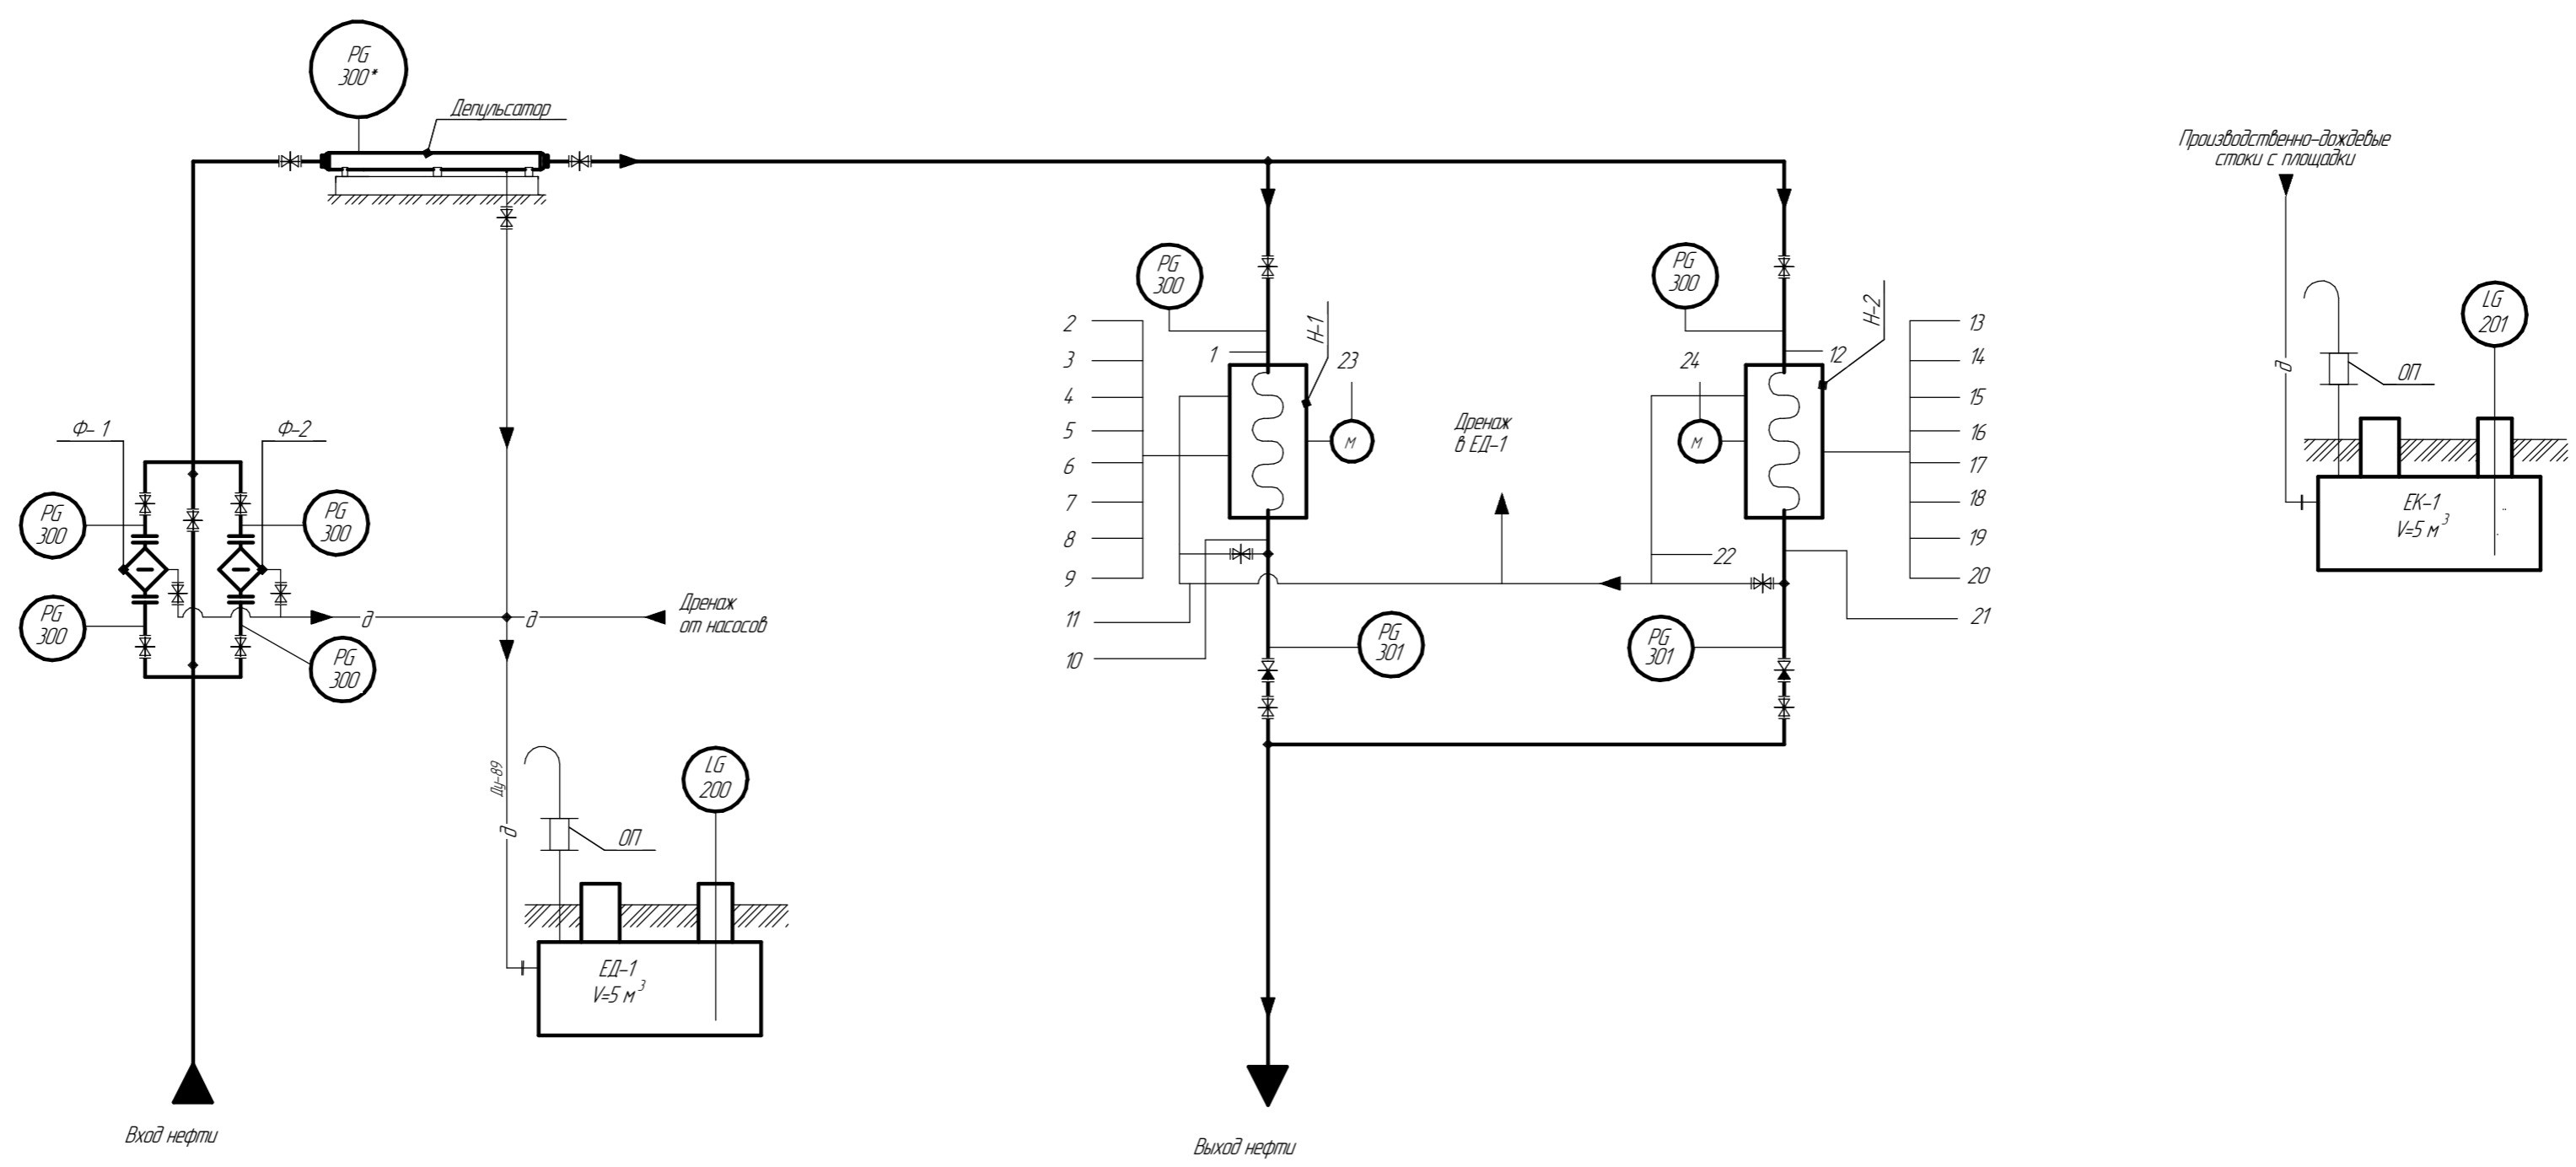 PG
300*
Депульсатор
Производственно-дождевые
стоки с площадки
PG
300
PG
300
LG
201
Н-1
Н-2
2
3
4
5
6
7
8
9
11
10
1
23
24
12
13
14
15
16
17
18
19
20
21
22
М
М
Дренаж
в ЕД-1
д
ОП
ЕК-1
V=5 м³
Ф- 1
Ф-2
PG
300
PG
300
PG
300
PG
300
д
д
Дренаж
от насосов
PG
301
PG
301
Ду-89
д
LG
200
ОП
ЕД-1
V=5 м³
Вход нефти
Выход нефти